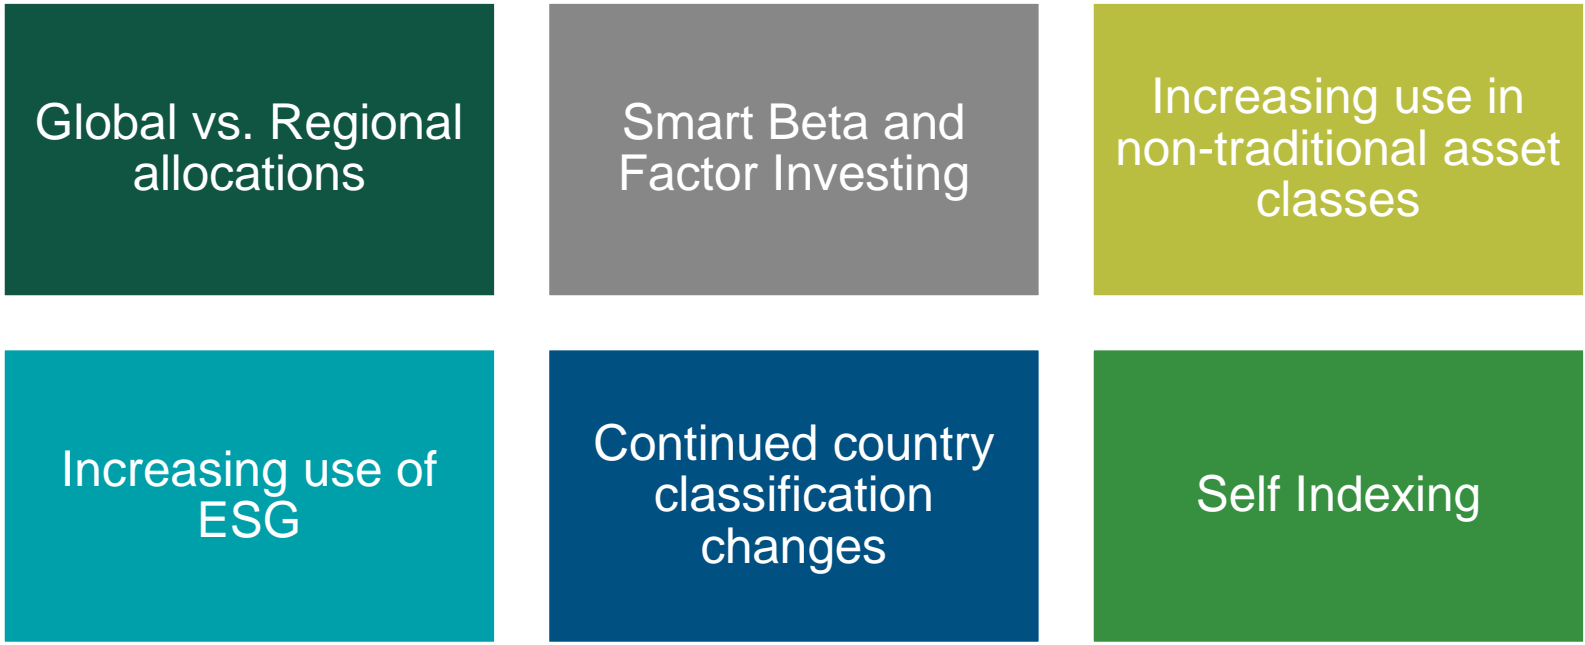 Global vs. Regional
allocations
Smart Beta and
Factor Investing
Increasing use in
non-traditional asset
classes
Increasing use of
ESG
Continued country
classification
changes
Self Indexing